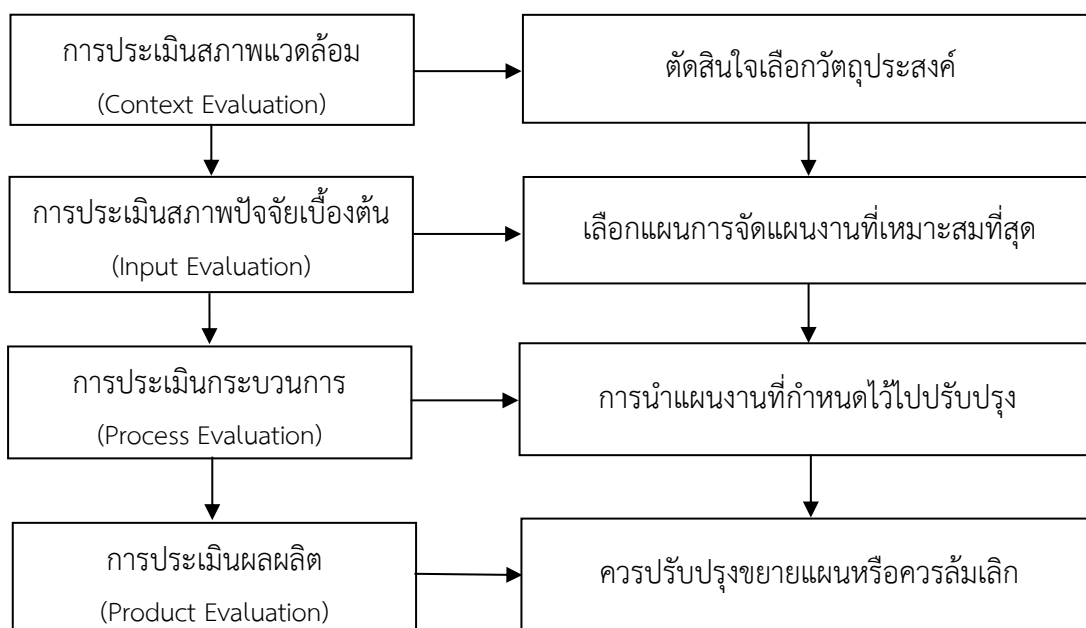 การประเมินสภาพแวดล้อม
(Context Evaluation)
ตัดสินใจเลือกวัตถุประสงค์
การประเมินสภาพปัจจัยเบื้องต้น
(Input Evaluation)
เลือกแผนการจัดแผนงานที่เหมาะสมที่สุด
การประเมินกระบวนการ
(Process Evaluation)
การนำแผนงานที่กำหนดไว้ไปปรับปรุง
การประเมินผลผลิต
(Product Evaluation)
ควรปรับปรุงขยายแผนหรือควรล้มเลิก